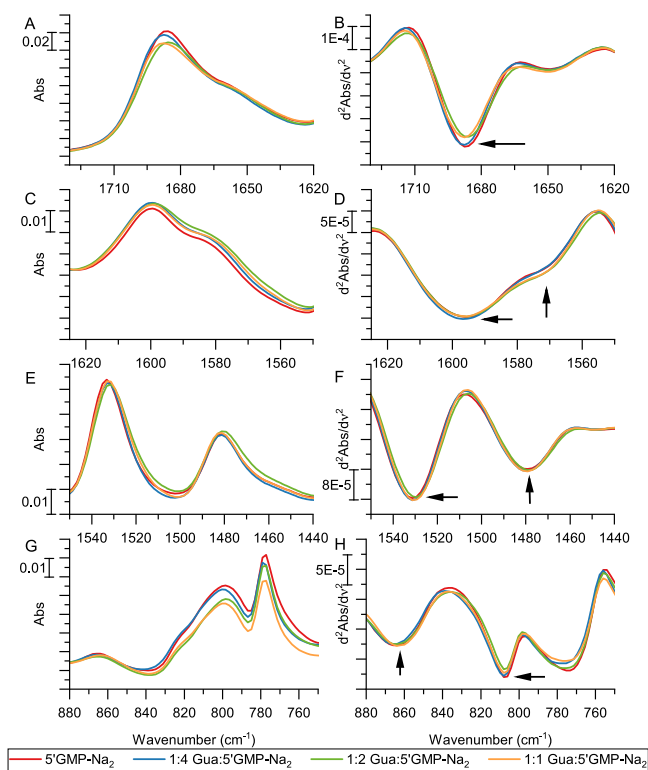 A B
0.02 1E-4
Abs d²Abs/dv²
1710 1680 1650 1620 1710 1680 1650 1620
C D
0.01 5E-5
Abs d²Abs/dv²
1620 1600 1580 1560 1620 1600 1580 1560
E F
Abs d²Abs/dv²
0.01 8E-5
1540 1520 1500 1480 1460 1440 1540 1520 1500 1480 1460 1440
G H
0.01 5E-5
Abs d²Abs/dv²
880 860 840 820 800 780 760 880 860 840 820 800 780 760
Wavenumber (cm⁻¹) Wavenumber (cm⁻¹)
5'GMP-Na₂ 1:4 Gua:5'GMP-Na₂ 1:2 Gua:5'GMP-Na₂ 1:1 Gua:5'GMP-Na₂